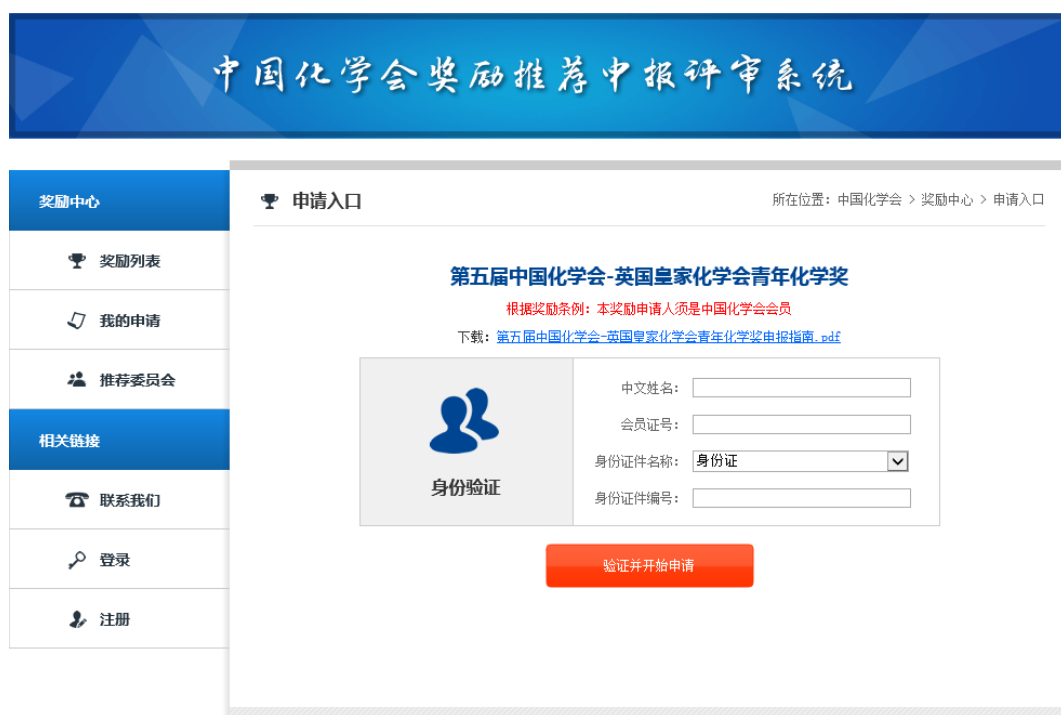 中国化学会奖励推荐申报评审系统
奖励中心
奖励列表
我的申请
推荐委员会
相关链接
联系我们
登录
注册
申请入口
所在位置：中国化学会 > 奖励中心 > 申请入口
第五届中国化学会-英国皇家化学会青年化学奖
根据奖励条例：本奖励申请人须是中国化学会会员
下载：第五届中国化学会-英国皇家化学会青年化学奖申报指南.pdf
身份验证
中文姓名：
会员证号：
身份证件名称：身份证
身份证件编号：
验证并开始申请